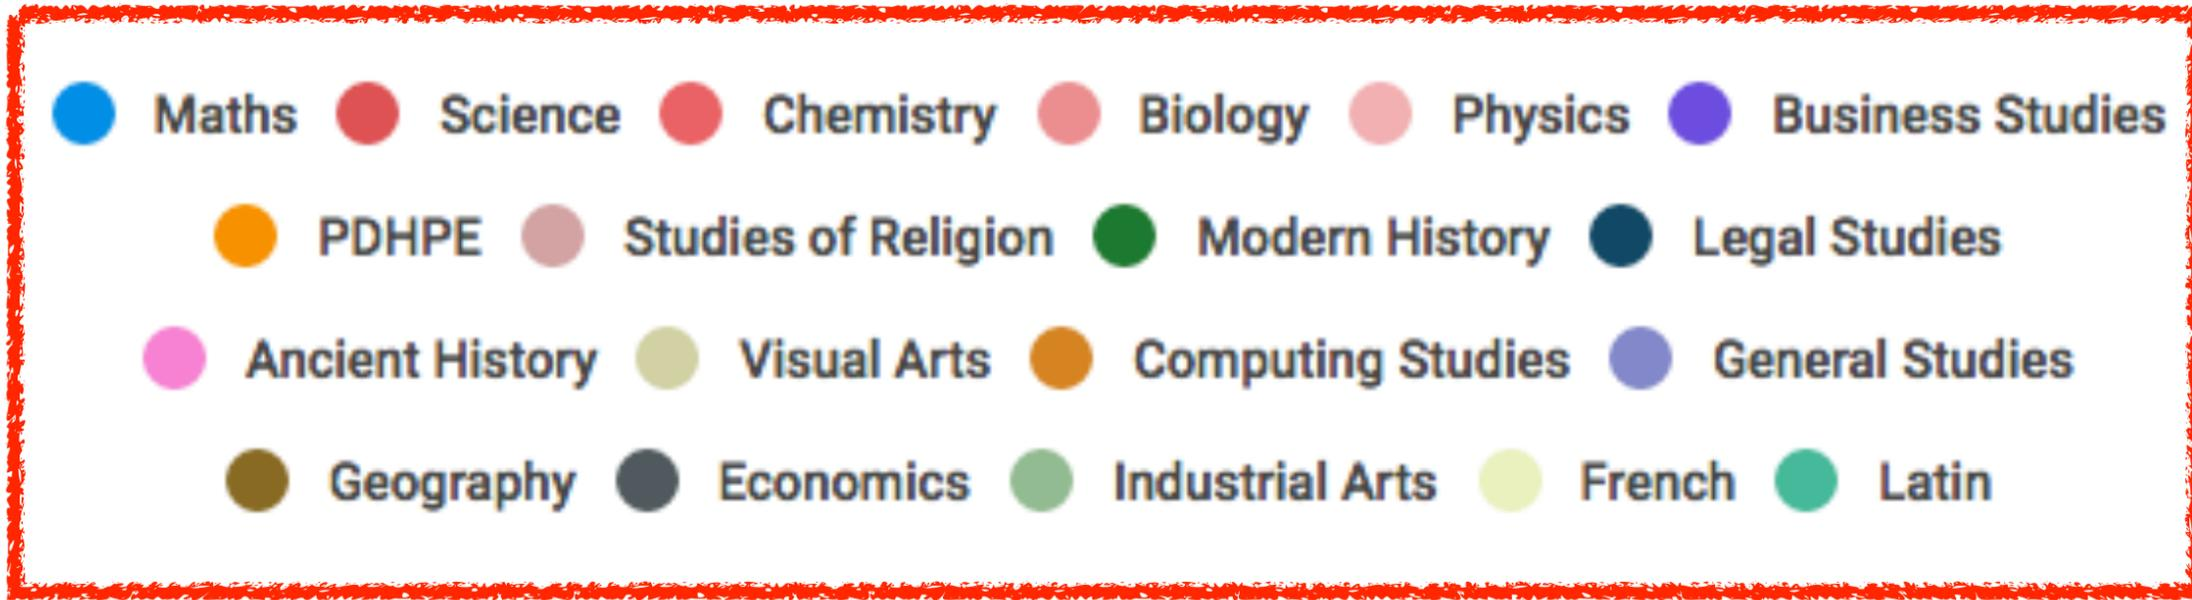 Maths Science Chemistry Biology Physics Business Studies
PDHPE Studies of Religion Modern History Legal Studies
Ancient History Visual Arts Computing Studies General Studies
Geography Economics Industrial Arts French Latin